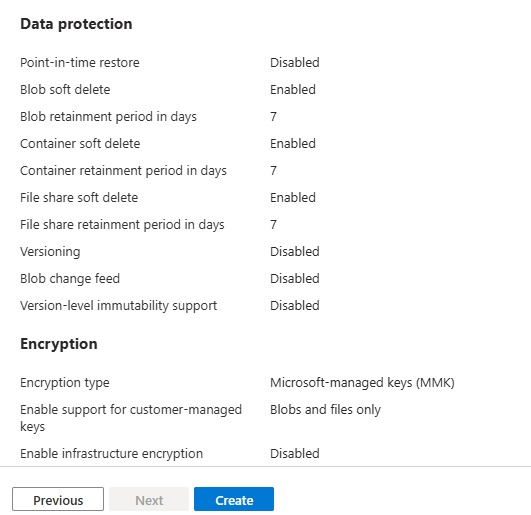 Data protection
Point-in-time restore Disabled
Blob soft delete Enabled
Blob retainment period in days 7
Container soft delete Enabled
Container retainment period in days 7
File share soft delete Enabled
File share retainment period in days 7
Versioning Disabled
Blob change feed Disabled
Version-level immutability support Disabled
Encryption
Encryption type Microsoft-managed keys (MMK)
Enable support for customer-managed Blobs and files only
keys
Enable infrastructure encryption Disabled
Previous Next Create